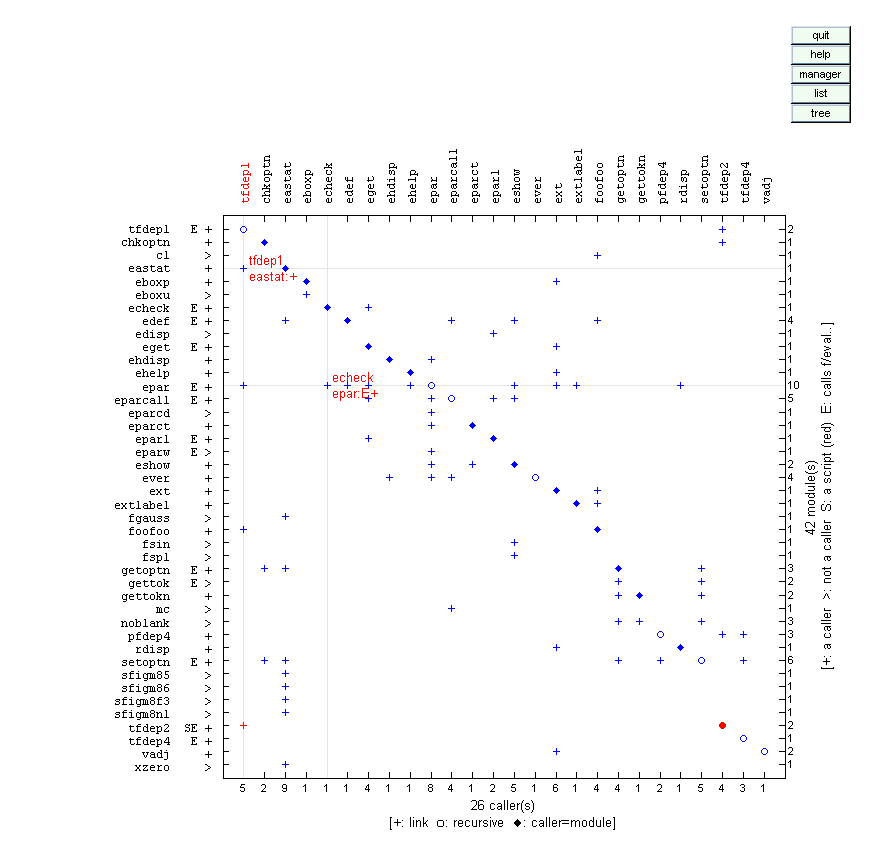 quit
help
manager
list
tree
tfdep1
chkoptn
eastat
eboxp
echeck
edef
eget
ehdisp
ehelp
epar
eparcall
eparct
epar1
eshow
ever
ext
extlabel
foofoo
getoptn
gettokn
pfdep4
rdisp
setoptn
tfdep2
tfdep4
vadj
tfdep1 E + 2
chkoptn + 1
cl > 1
tfdep1
eastat + 1
eastat:+
eboxp + 1
eboxu > 1
echeck E + 1
edef E + 4
edisp > 1
eget E + 1
ehdisp + 1
ehelp + 1
echeck
epar E + 10
epar:E+
eparcall E + 5
eparcd > 1
eparct + 1
epar1 E + 1
eparw E > 1
eshow + 2
ever + 4
ext + 1
extlabel + 1
fgauss > 1
foofoo + 1
fsin > 1
fspl > 1
getoptn E + 3
gettok E > 2
gettokn + 2
mc > 1
noblank > 3
pfdep4 + 3
rdisp + 1
setoptn E + 6
sfigm85 > 1
sfigm86 > 1
sfigm8f3 > 1
sfigm8n1 > 1
tfdep2 SE + 2
tfdep4 E + 1
vadj + 2
xzero > 1
42 module(s)
[+: a caller >: not a caller S: a script (red) E: calls f/eval..]
5 2 9 1 1 1 4 1 1 8 4 1 2 5 1 6 1 4 4 1 2 1 5 4 3 1
26 caller(s)
[+: link o: recursive ◆: caller=module]